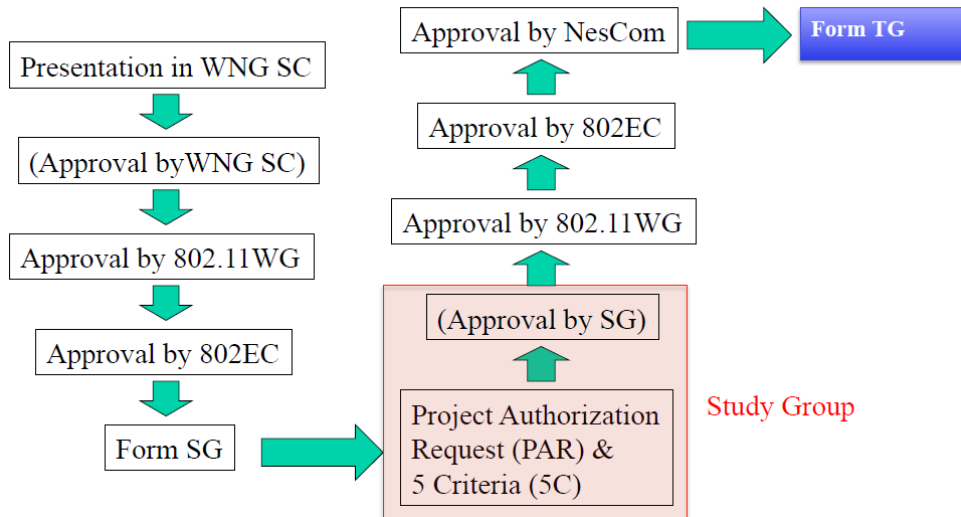 Presentation in WNG SC
(Approval byWNG SC)
Approval by 802.11WG
Approval by 802EC
Form SG
Project Authorization
Request (PAR) &
5 Criteria (5C)
(Approval by SG)
Study Group
Approval by 802.11WG
Approval by 802EC
Approval by NesCom
Form TG